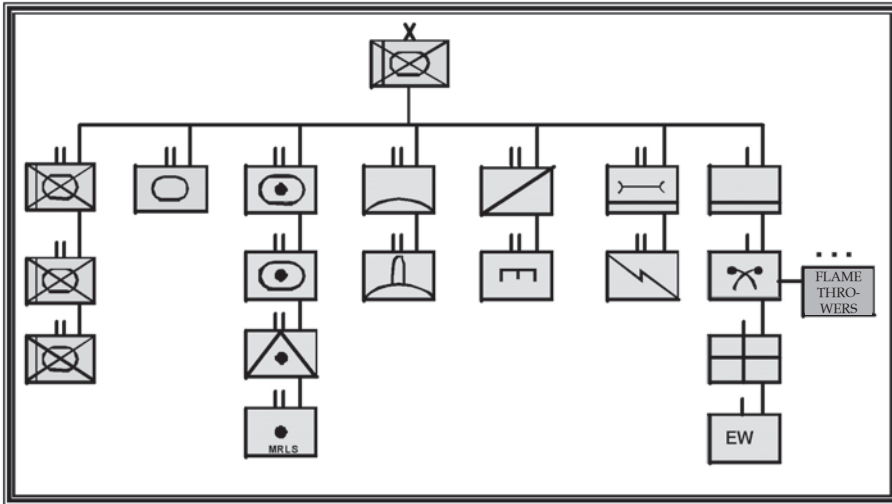 X
FLAME
THRO-
WERS
MRLS
EW